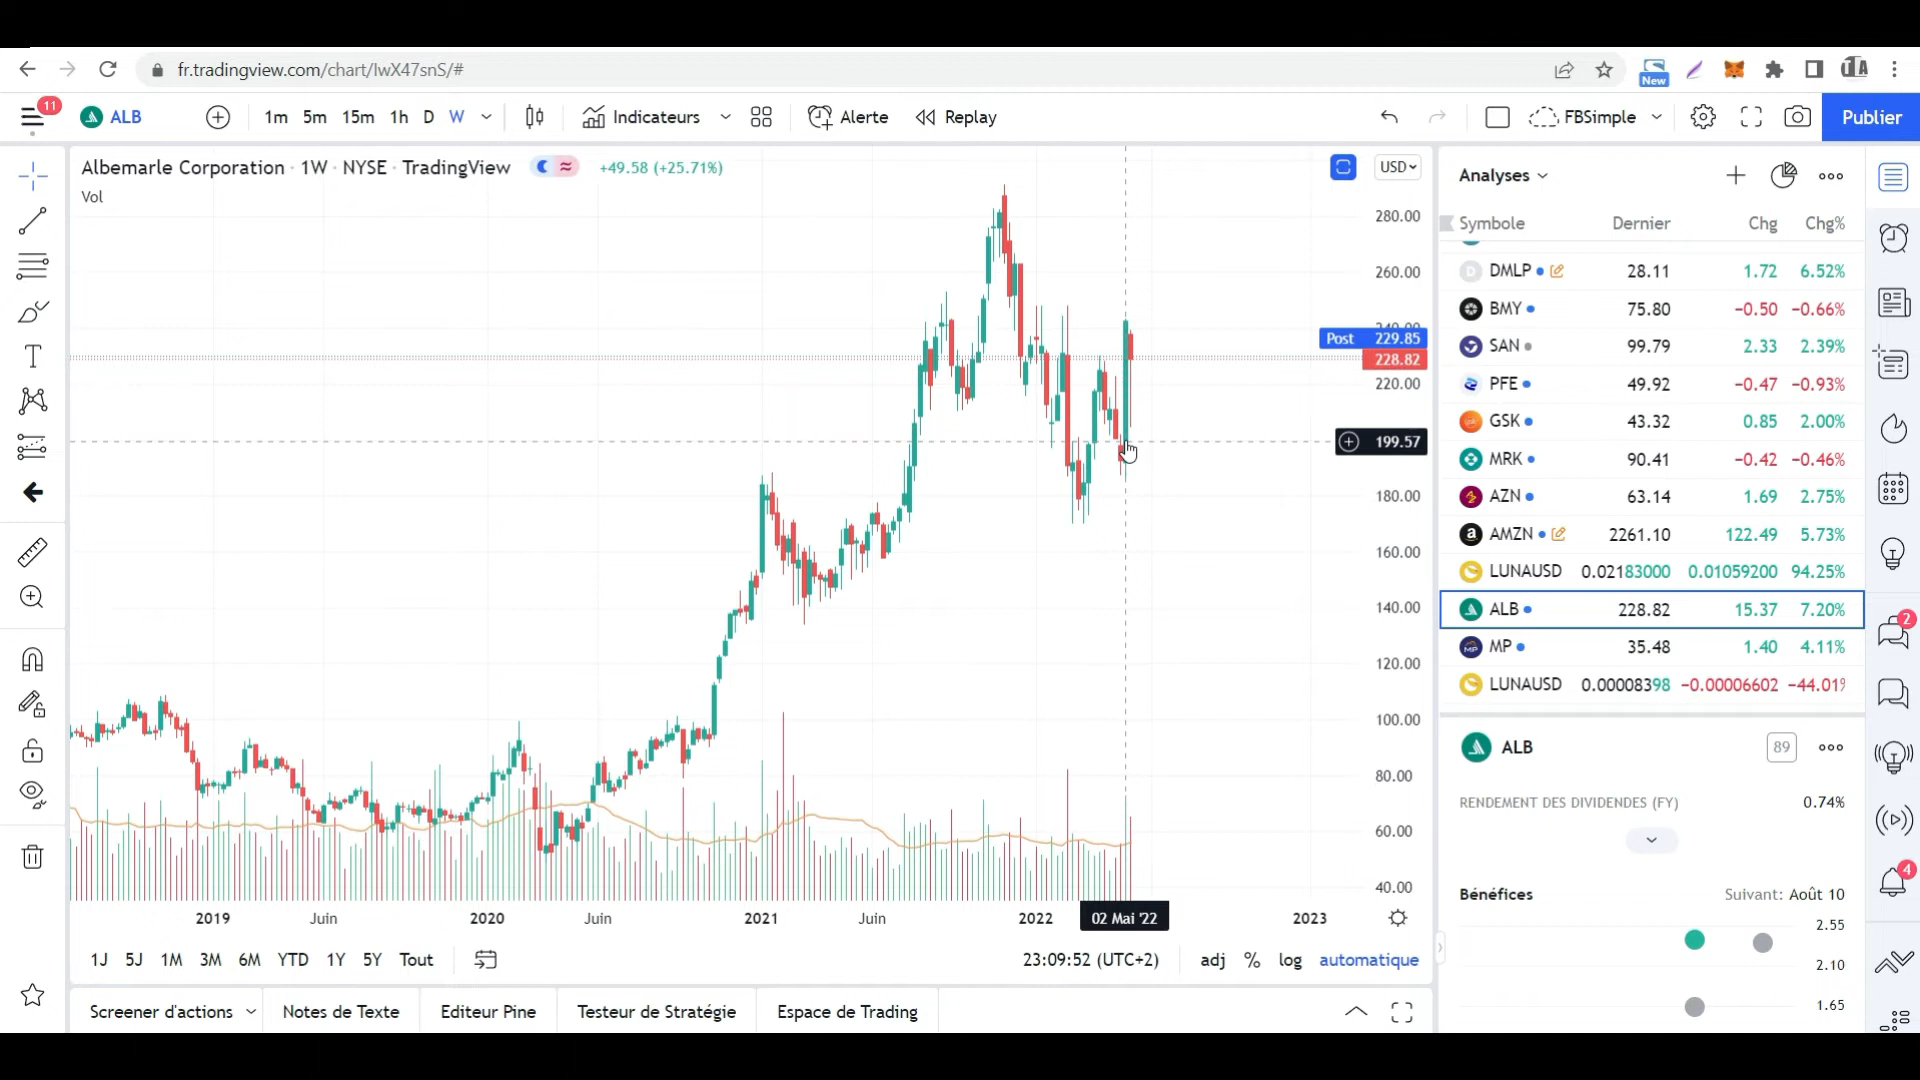 fr.tradingview.com/chart/IwX47snS/#
New
11
ALB
1m 5m 15m 1h D W
Indicateurs
Alerte
Replay
FBSimple
Publier
Albemarle Corporation · 1W · NYSE · TradingView
+49.58 (+25.71%)
USD
Vol
280.00
260.00
240.00
Post 229.85
228.82
220.00
199.57
180.00
160.00
140.00
120.00
100.00
80.00
60.00
40.00
2019 Juin 2020 Juin 2021 Juin 2022 02 Mai '22 2023
1J 5J 1M 3M 6M YTD 1Y 5Y Tout
23:09:52 (UTC+2)
adj % log automatique
Screener d'actions
Notes de Texte
Editeur Pine
Testeur de Stratégie
Espace de Trading
Analyses
Symbole Dernier Chg Chg%
DMLP 28.11 1.72 6.52%
BMY 75.80 −0.50 −0.66%
SAN 99.79 2.33 2.39%
PFE 49.92 −0.47 −0.93%
GSK 43.32 0.85 2.00%
MRK 90.41 −0.42 −0.46%
AZN 63.14 1.69 2.75%
AMZN 2261.10 122.49 5.73%
LUNAUSD 0.02183000 0.01059200 94.25%
ALB 228.82 15.37 7.20%
MP 35.48 1.40 4.11%
LUNAUSD 0.00008398 −0.00006602 −44.01%
ALB
89
RENDEMENT DES DIVIDENDES (FY) 0.74%
Bénéfices
Suivant: Août 10
2.55
2.10
1.65
2
4